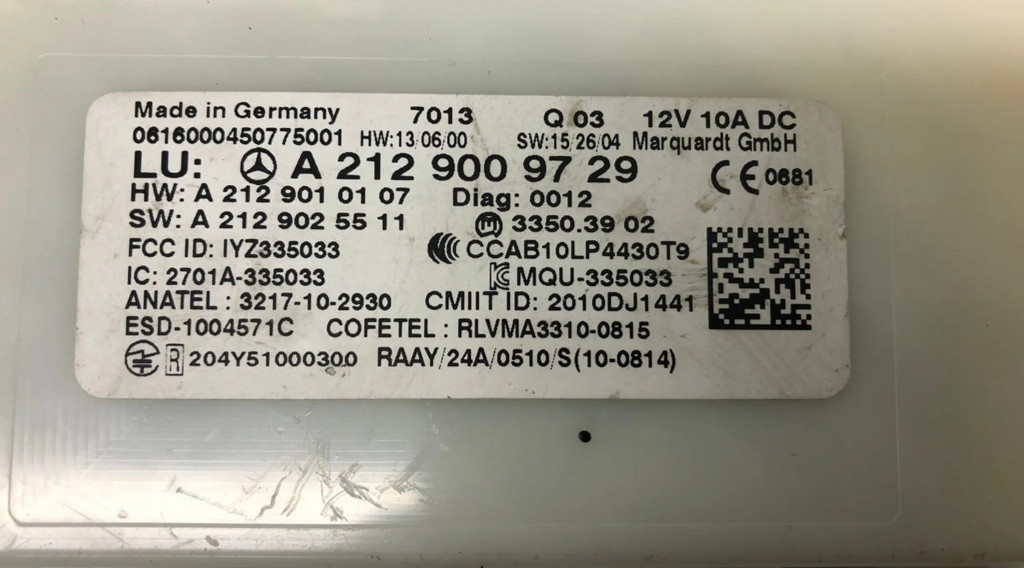 Made in Germany 7013 Q 03 12V 10A DC
0616000450775001 HW:13/06/00 SW:15/26/04 Marquardt GmbH
LU: A 212 900 97 29 CE 0681
HW: A 212 901 01 07 Diag: 0012
SW: A 212 902 55 11 3350.3902
FCC ID: IYZ335033 CCAB10LP4430T9
IC: 2701A-335033 MQU-335033
ANATEL : 3217-10-2930 CMIIT ID: 2010DJ1441
ESD-1004571C COFETEL : RLVMA3310-0815
R 204Y51000300 RAAY/24A/0510/S(10-0814)